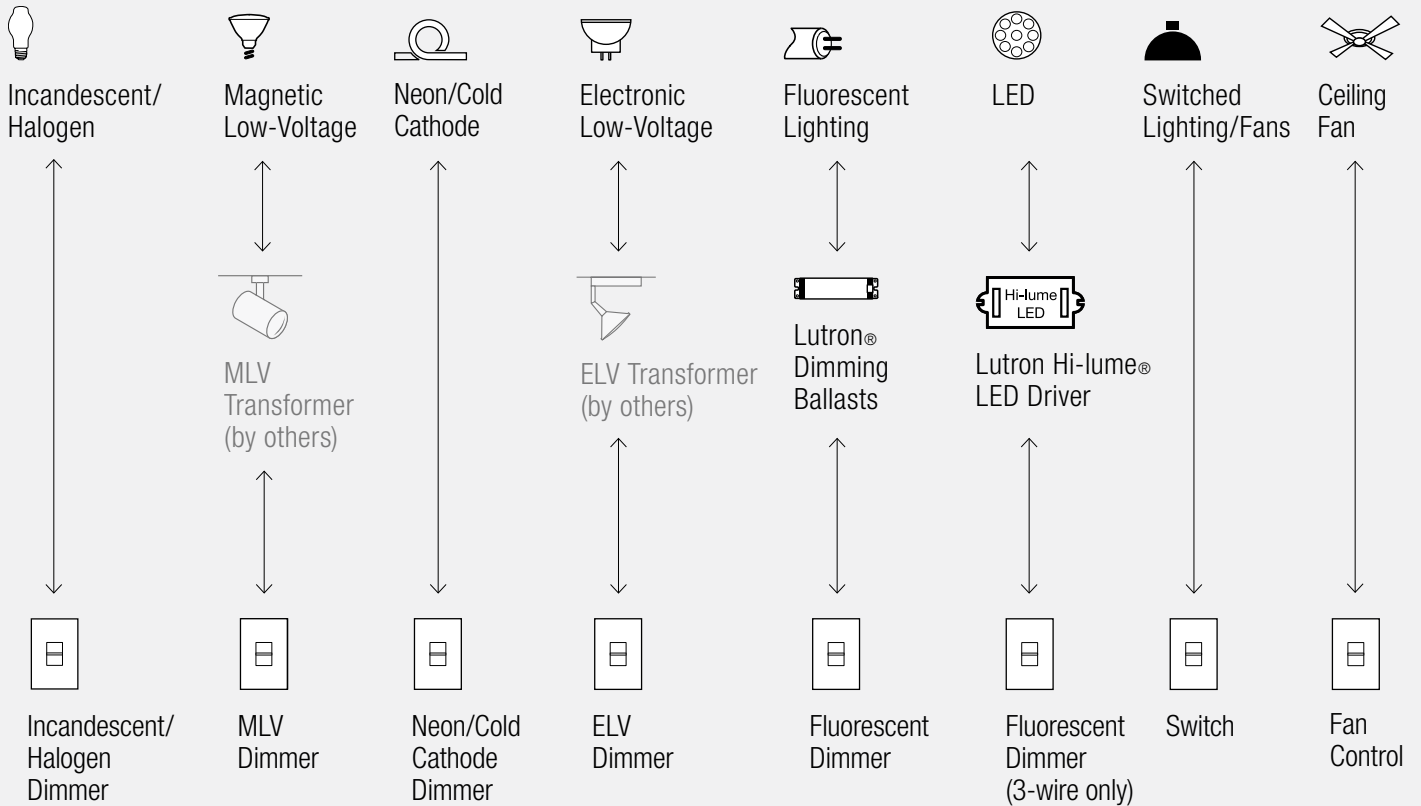 Incandescent/
Halogen
Magnetic
Low-Voltage
Neon/Cold
Cathode
Electronic
Low-Voltage
Fluorescent
Lighting
LED
Switched
Lighting/Fans
Ceiling
Fan
MLV
Transformer
(by others)
ELV Transformer
(by others)
Lutron®
Dimming
Ballasts
Hi-lume
LED
Lutron Hi-lume®
LED Driver
Incandescent/
Halogen
Dimmer
MLV
Dimmer
Neon/Cold
Cathode
Dimmer
ELV
Dimmer
Fluorescent
Dimmer
Fluorescent
Dimmer
(3-wire only)
Switch
Fan
Control